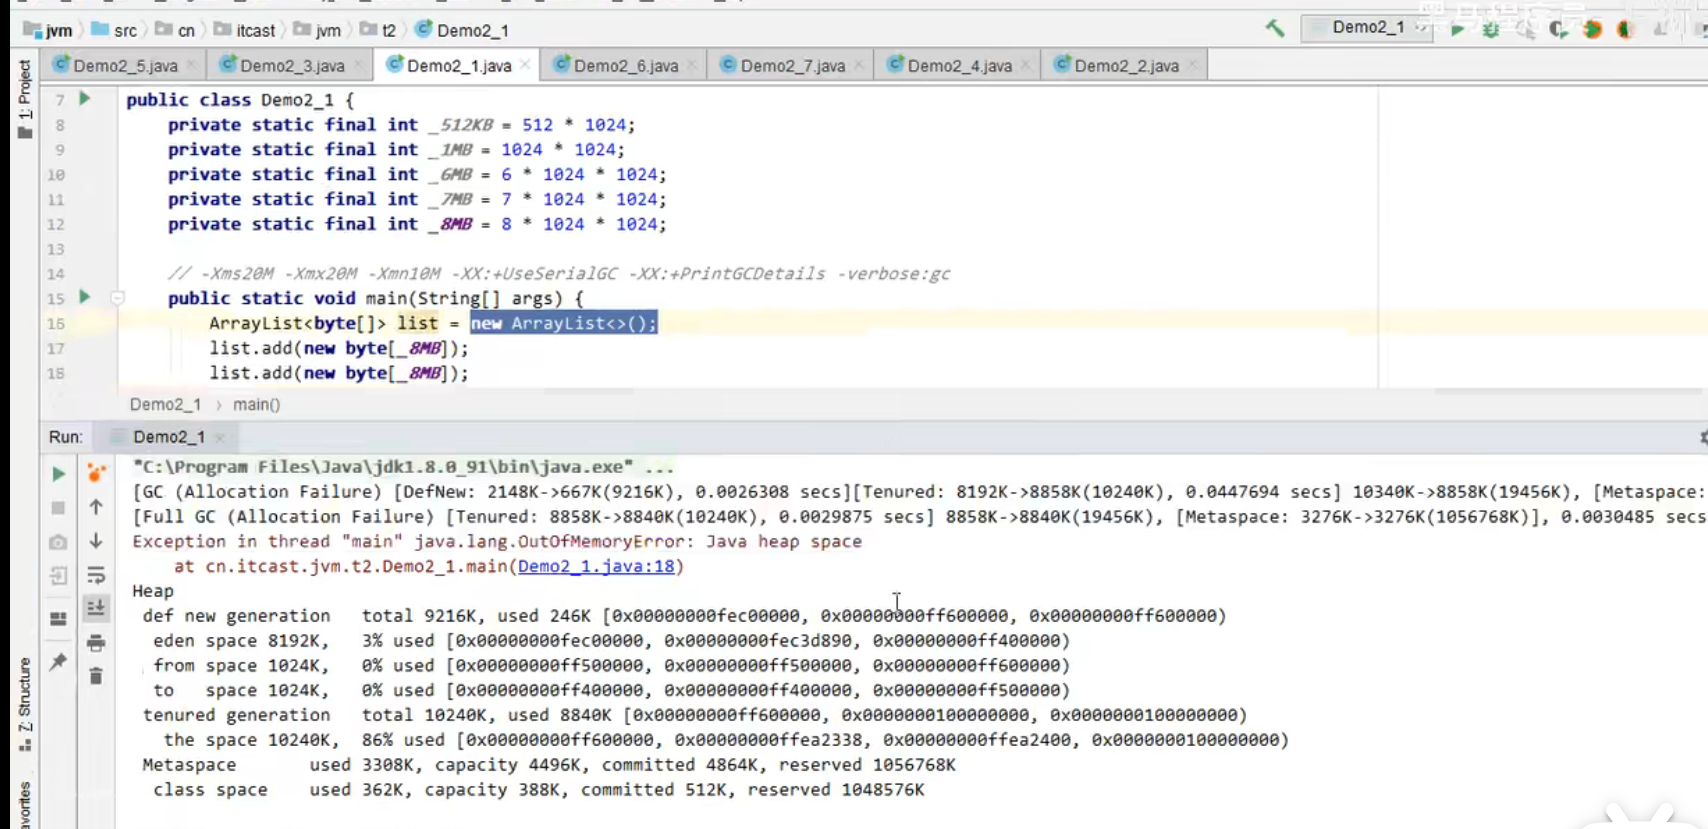 黑马程序员
jvm src cn itcast jvm t2 Demo2_1 Demo2_1
Demo2_5.java Demo2_3.java Demo2_1.java Demo2_6.java Demo2_7.java Demo2_4.java Demo2_2.java
1: Project
7 public class Demo2_1 {
8 private static final int _512KB = 512 * 1024;
9 private static final int _1MB = 1024 * 1024;
10 private static final int _6MB = 6 * 1024 * 1024;
11 private static final int _7MB = 7 * 1024 * 1024;
12 private static final int _8MB = 8 * 1024 * 1024;
13
14 // -Xms20M -Xmx20M -Xmn10M -XX:+UseSerialGC -XX:+PrintGCDetails -verbose:gc
15 public static void main(String[] args) {
16 ArrayList<byte[]> list = new ArrayList<>();
17 list.add(new byte[_8MB]);
18 list.add(new byte[_8MB]);
Demo2_1 › main()
Run: Demo2_1
"C:\Program Files\Java\jdk1.8.0_91\bin\java.exe" ...
[GC (Allocation Failure) [DefNew: 2148K->667K(9216K), 0.0026308 secs][Tenured: 8192K->8858K(10240K), 0.0447694 secs] 10340K->8858K(19456K), [Metaspace:
[Full GC (Allocation Failure) [Tenured: 8858K->8840K(10240K), 0.0029875 secs] 8858K->8840K(19456K), [Metaspace: 3276K->3276K(1056768K)], 0.0030485 secs
Exception in thread "main" java.lang.OutOfMemoryError: Java heap space
at cn.itcast.jvm.t2.Demo2_1.main(Demo2_1.java:18)
Heap
def new generation total 9216K, used 246K [0x00000000fec00000, 0x00000000ff600000, 0x00000000ff600000)
eden space 8192K, 3% used [0x00000000fec00000, 0x00000000fec3d890, 0x00000000ff400000)
from space 1024K, 0% used [0x00000000ff500000, 0x00000000ff500000, 0x00000000ff600000)
to space 1024K, 0% used [0x00000000ff400000, 0x00000000ff400000, 0x00000000ff500000)
tenured generation total 10240K, used 8840K [0x00000000ff600000, 0x0000000100000000, 0x0000000100000000)
the space 10240K, 86% used [0x00000000ff600000, 0x00000000ffea2338, 0x00000000ffea2400, 0x0000000100000000)
Metaspace used 3308K, capacity 4496K, committed 4864K, reserved 1056768K
class space used 362K, capacity 388K, committed 512K, reserved 1048576K
Z: Structure
avorites